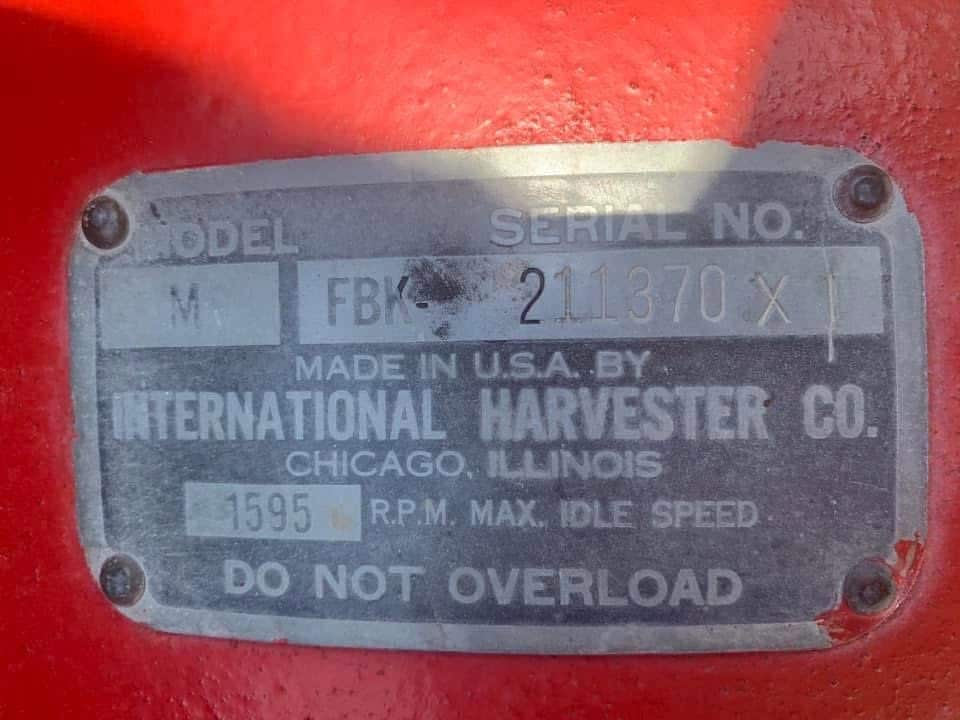 MODEL SERIAL NO.
M FBK- 211370 X 1
MADE IN U.S.A. BY
INTERNATIONAL HARVESTER CO.
CHICAGO, ILLINOIS
1595 R.P.M. MAX. IDLE SPEED
DO NOT OVERLOAD